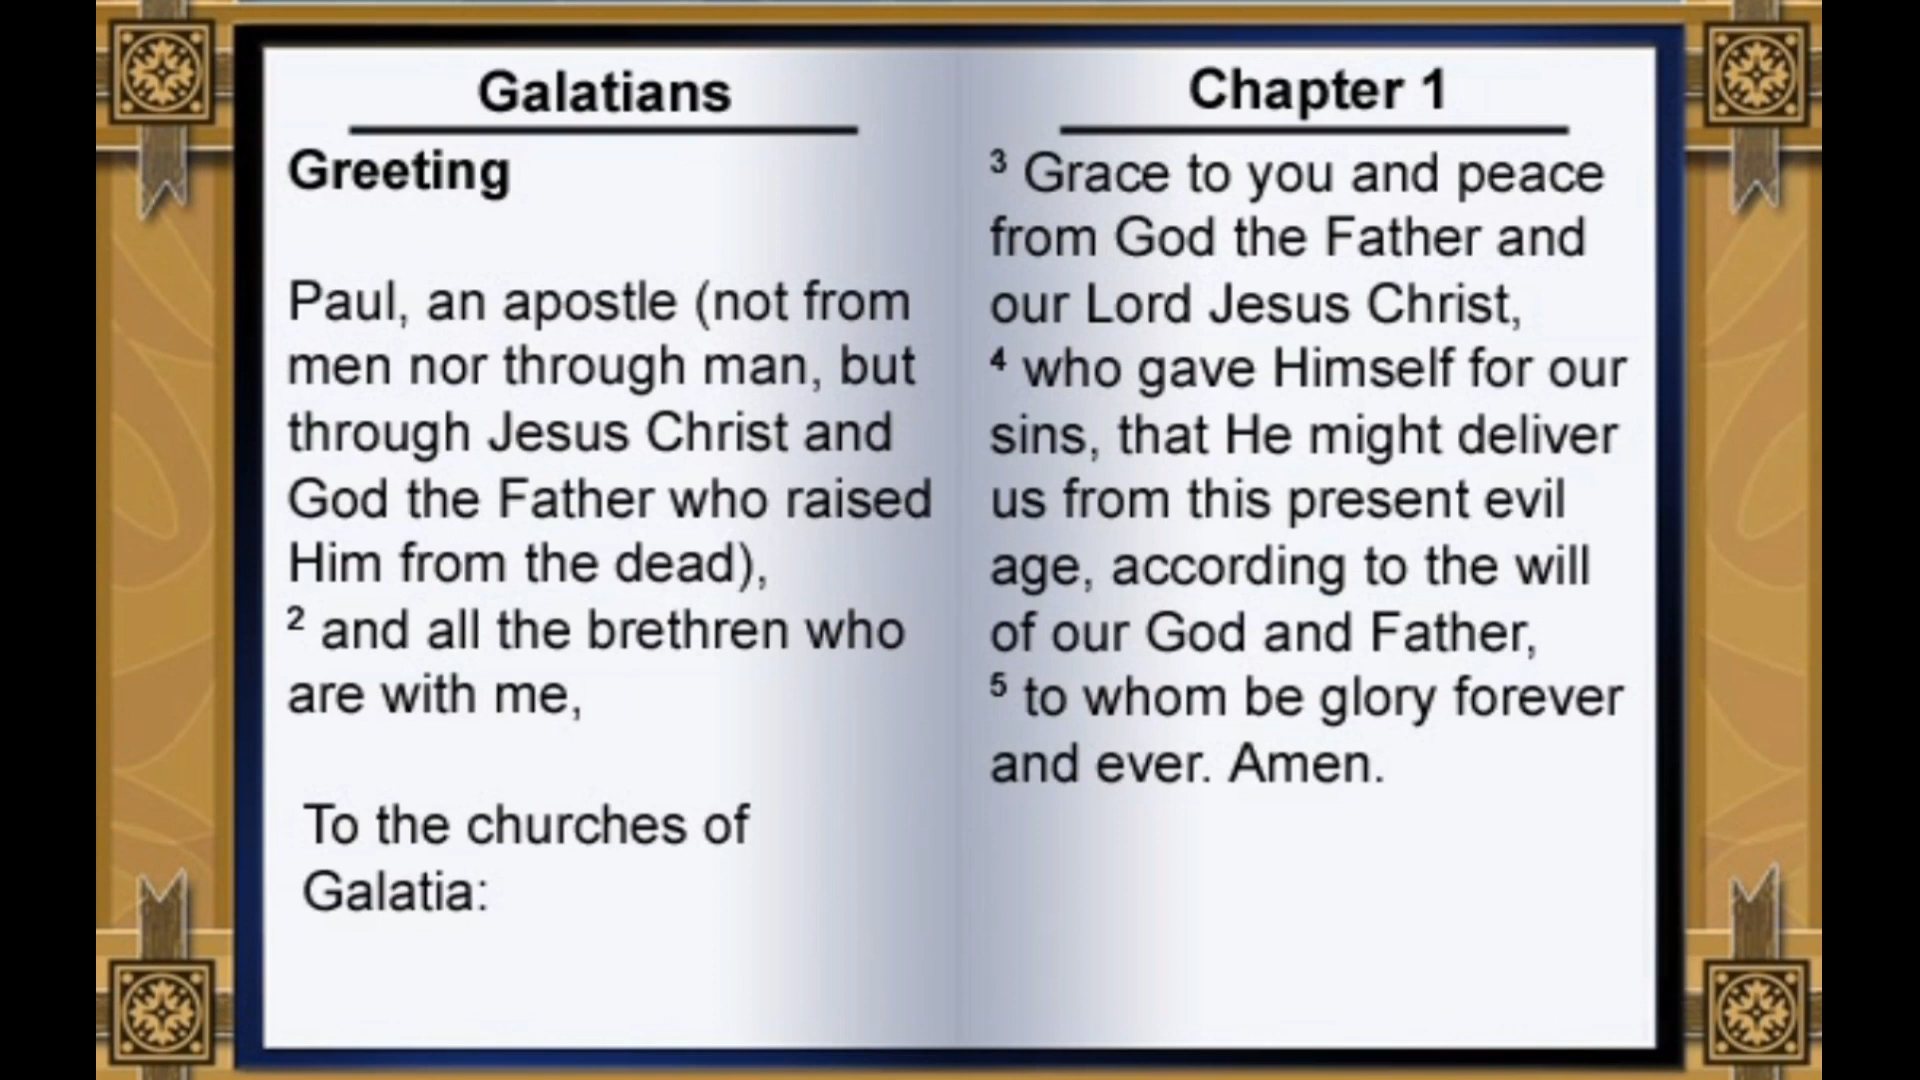 Galatians
Greeting
Paul, an apostle (not from
men nor through man, but
through Jesus Christ and
God the Father who raised
Him from the dead),
2 and all the brethren who
are with me,
To the churches of
Galatia:
Chapter 1
3 Grace to you and peace
from God the Father and
our Lord Jesus Christ,
4 who gave Himself for our
sins, that He might deliver
us from this present evil
age, according to the will
of our God and Father,
5 to whom be glory forever
and ever. Amen.